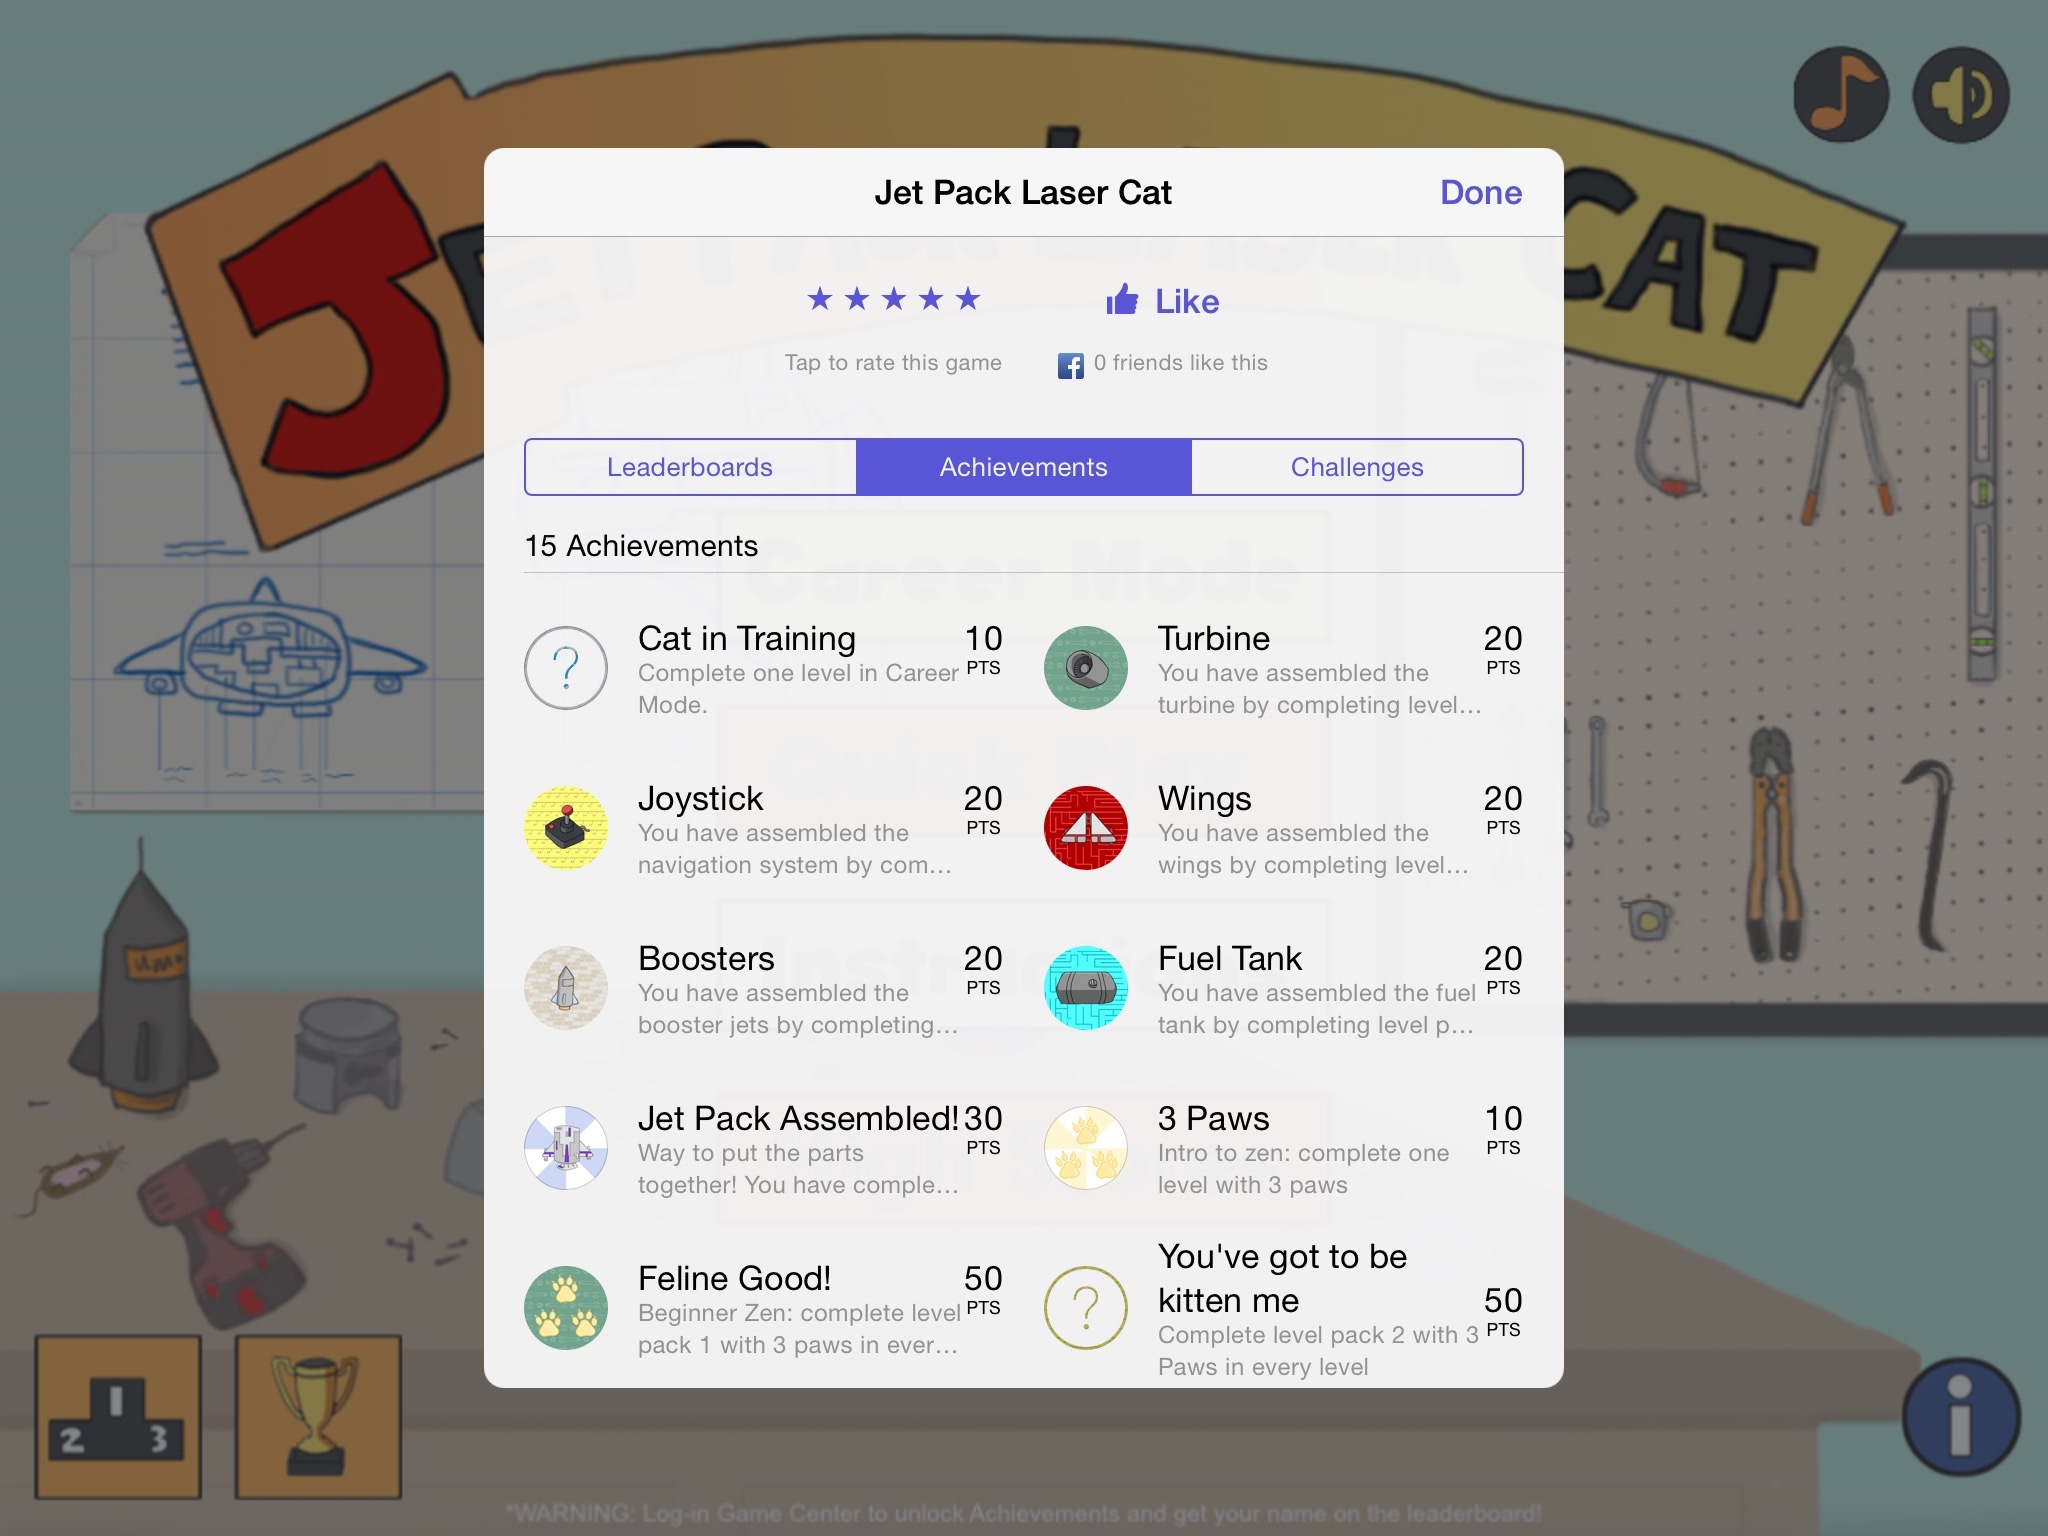 JET
CAT
Jet Pack Laser Cat
Done
Like
Tap to rate this game
0 friends like this
Leaderboards
Achievements
Challenges
15 Achievements
Career Mode
Cat in Training
10
PTS
Complete one level in Career
Mode.
Turbine
20
PTS
You have assembled the
turbine by completing level...
Joystick
20
PTS
You have assembled the
navigation system by com...
Wings
20
PTS
You have assembled the
wings by completing level...
Boosters
20
PTS
You have assembled the
booster jets by completing...
Fuel Tank
20
PTS
You have assembled the fuel
tank by completing level p...
Jet Pack Assembled!
30
PTS
Way to put the parts
together! You have comple...
3 Paws
10
PTS
Intro to zen: complete one
level with 3 paws
Feline Good!
50
PTS
Beginner Zen: complete level
pack 1 with 3 paws in ever...
You've got to be
kitten me
50
PTS
Complete level pack 2 with 3
Paws in every level
1
2 3
*WARNING: Log-in Game Center to unlock Achievements and get your name on the leaderboard!